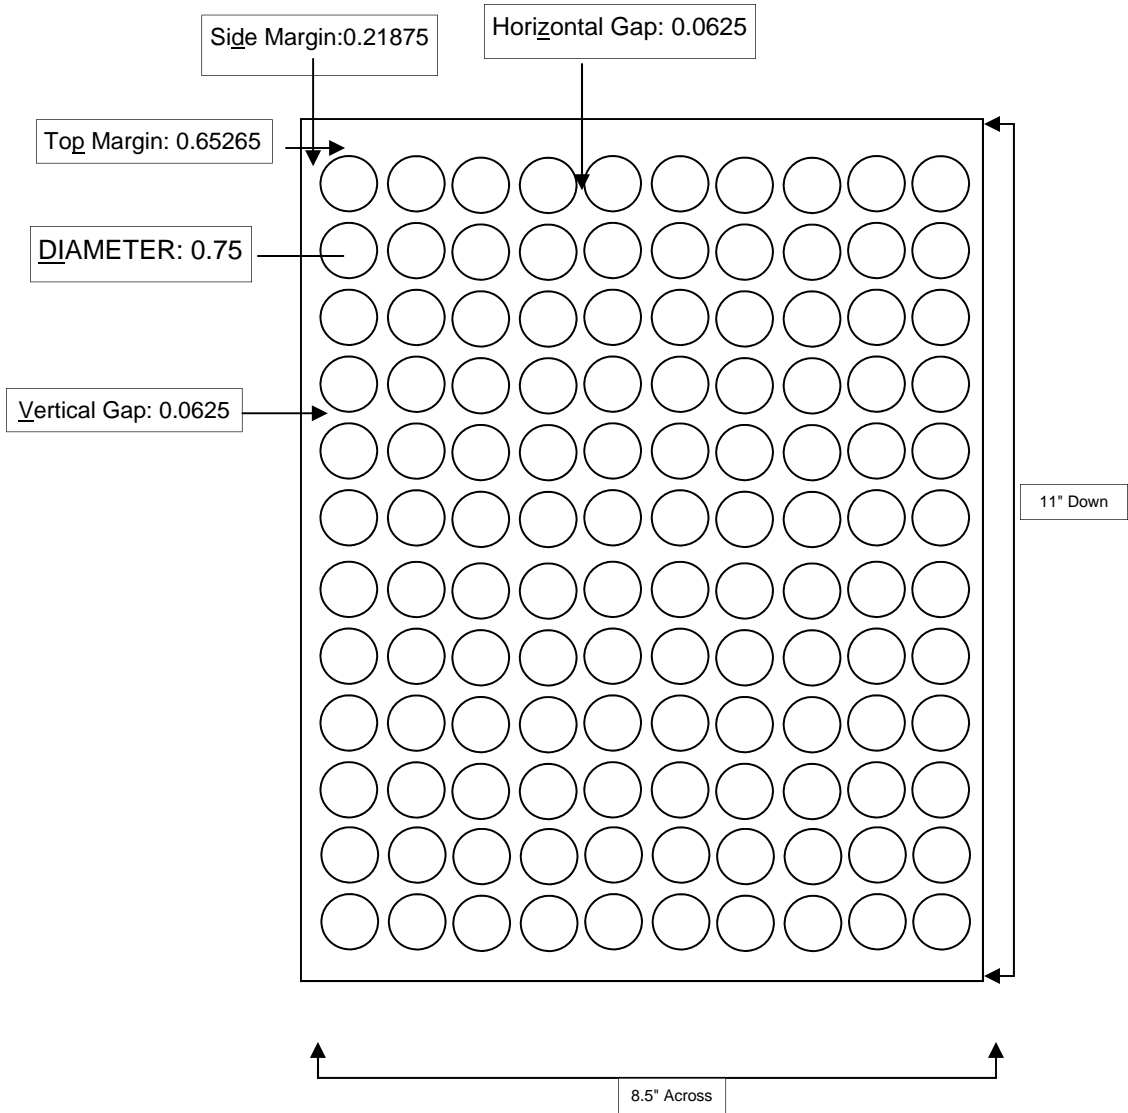 Side Margin:0.21875
Horizontal Gap: 0.0625
Top Margin: 0.65265
DIAMETER: 0.75
Vertical Gap: 0.0625
11" Down
8.5" Across